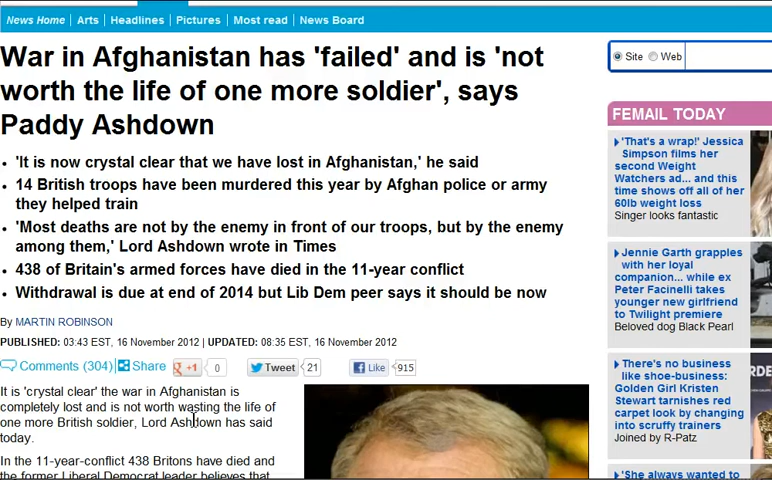 News Home | Arts | Headlines | Pictures | Most read | News Board
War in Afghanistan has 'failed' and is 'not
worth the life of one more soldier', says
Paddy Ashdown
• 'It is now crystal clear that we have lost in Afghanistan,' he said
• 14 British troops have been murdered this year by Afghan police or army
they helped train
• 'Most deaths are not by the enemy in front of our troops, but by the enemy
among them,' Lord Ashdown wrote in Times
• 438 of Britain's armed forces have died in the 11-year conflict
• Withdrawal is due at end of 2014 but Lib Dem peer says it should be now
By MARTIN ROBINSON
PUBLISHED: 03:43 EST, 16 November 2012 | UPDATED: 08:35 EST, 16 November 2012
Comments (304) Share +1 0 Tweet 21 Like 915
It is 'crystal clear' the war in Afghanistan is
completely lost and is not worth wasting the life of
one more British soldier, Lord Ashdown has said
today.
In the 11-year-conflict 438 Britons have died and
the former Liberal Democrat leader believes that
Site Web
FEMAIL TODAY
'That's a wrap!' Jessica
Simpson films her
second Weight
Watchers ad... and this
time shows off all of her
60lb weight loss
Singer looks fantastic
Jennie Garth grapples
with her loyal
companion... while ex
Peter Facinelli takes
younger new girlfriend
to Twilight premiere
Beloved dog Black Pearl
There's no business
like shoe-business:
Golden Girl Kristen
Stewart tarnishes red
carpet look by changing
into scruffy trainers
Joined by R-Patz
'She always wanted to